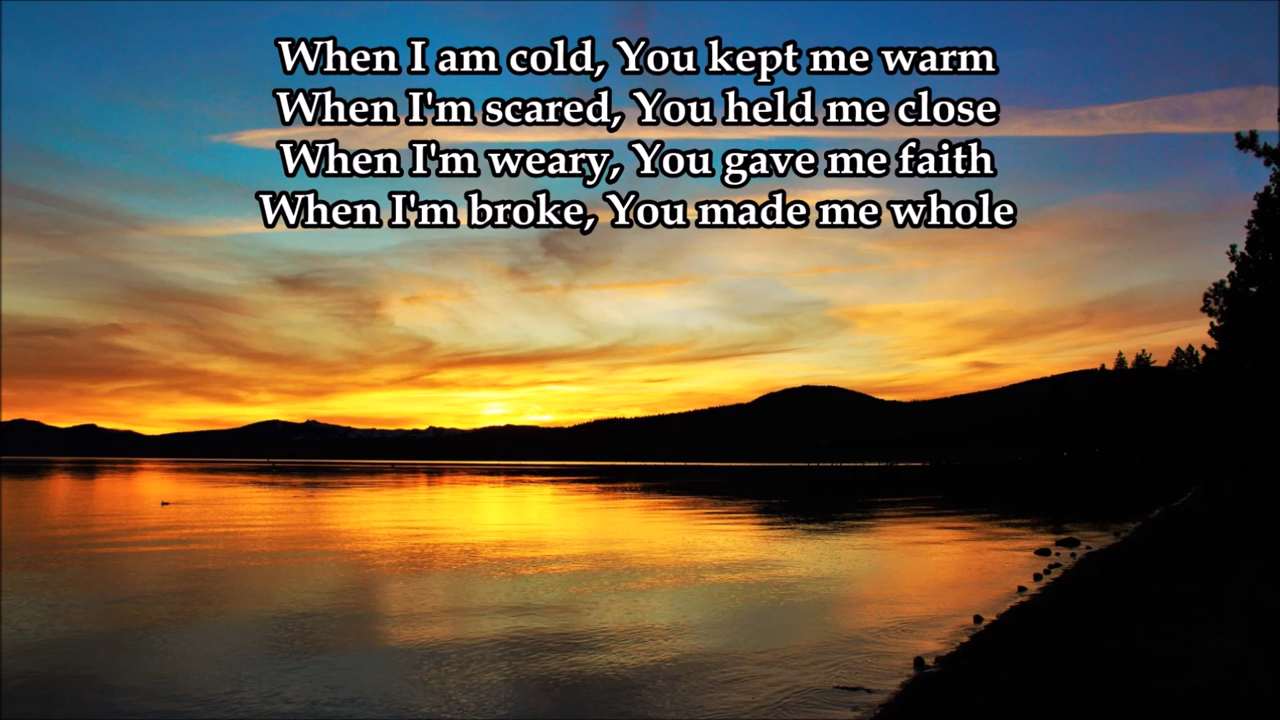 When I am cold, You kept me warm
When I'm scared, You held me close
When I'm weary, You gave me faith
When I'm broke, You made me whole